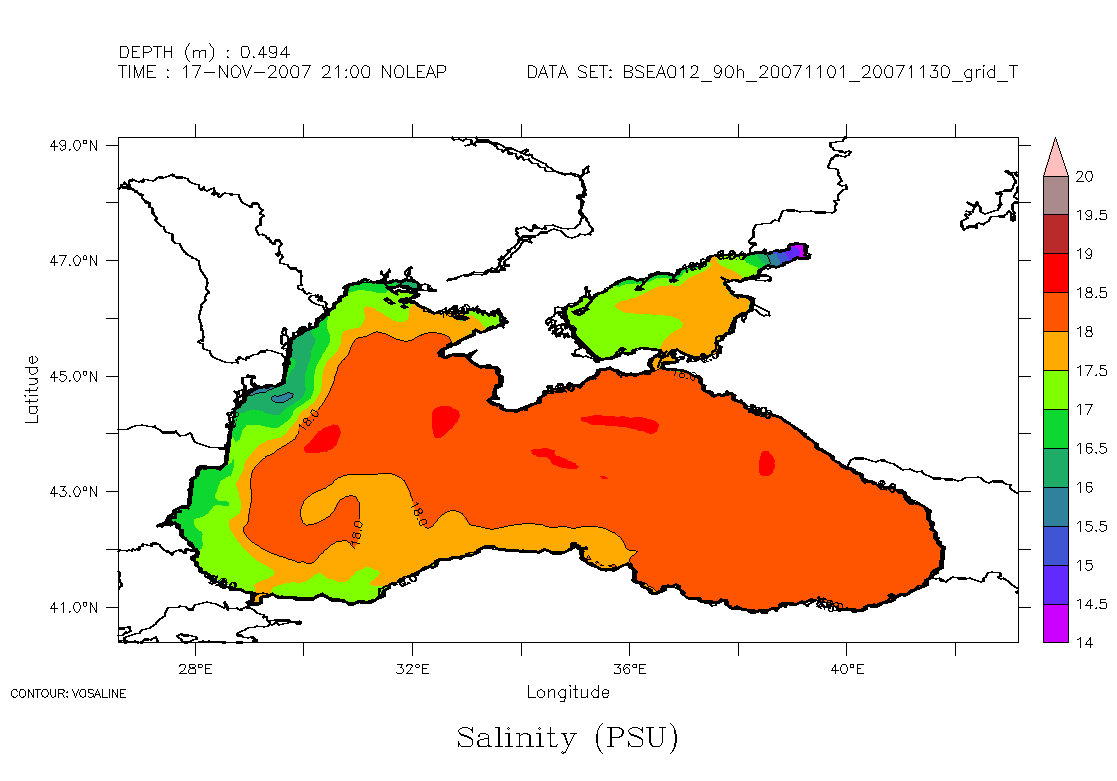 DEPTH (m) : 0.494
TIME : 17-NOV-2007 21:00 NOLEAP
DATA SET: BSEA012_90h_20071101_20071130_grid_T
49.0°N
47.0°N
45.0°N
43.0°N
41.0°N
Latitude
18.0
18.0
18.0
18.0
20
19.5
19
18.5
18
17.5
17
16.5
16
15.5
15
14.5
14
28°E
32°E
36°E
40°E
Longitude
CONTOUR: VOSALINE
Salinity (PSU)